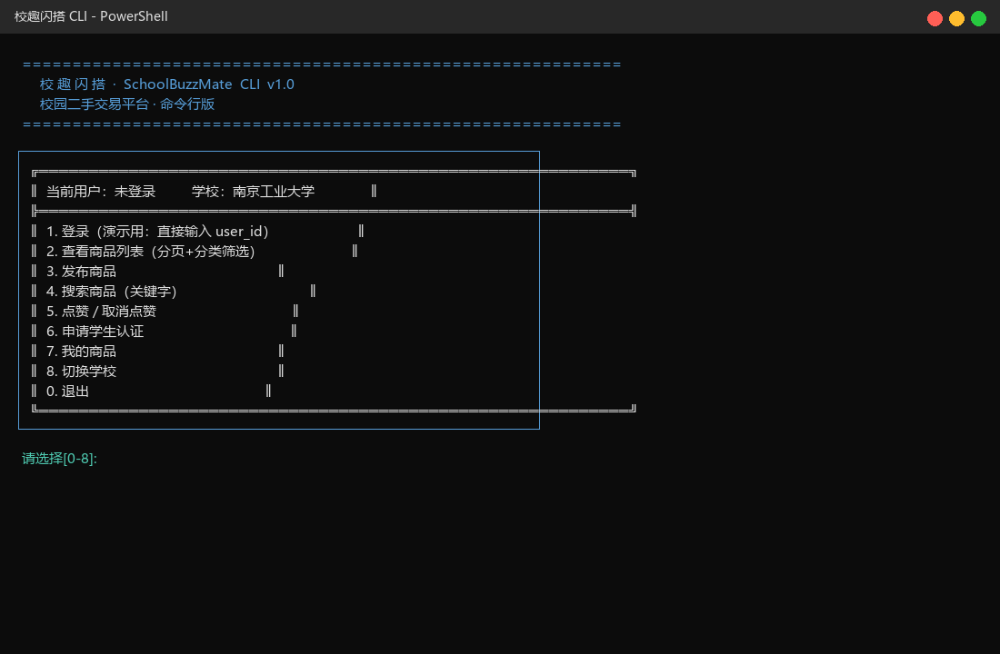 校趣闪搭 CLI - PowerShell
============================================================
校 趣 闪 搭 · SchoolBuzzMate CLI v1.0
校园二手交易平台 · 命令行版
============================================================
╔══════════════════════════════════════════════════════════╗
║ 当前用户：未登录 学校：南京工业大学 ║
╠══════════════════════════════════════════════════════════╣
║ 1. 登录（演示用：直接输入 user_id） ║
║ 2. 查看商品列表（分页+分类筛选） ║
║ 3. 发布商品 ║
║ 4. 搜索商品（关键字） ║
║ 5. 点赞 / 取消点赞 ║
║ 6. 申请学生认证 ║
║ 7. 我的商品 ║
║ 8. 切换学校 ║
║ 0. 退出 ║
╚══════════════════════════════════════════════════════════╝
请选择[0-8]: